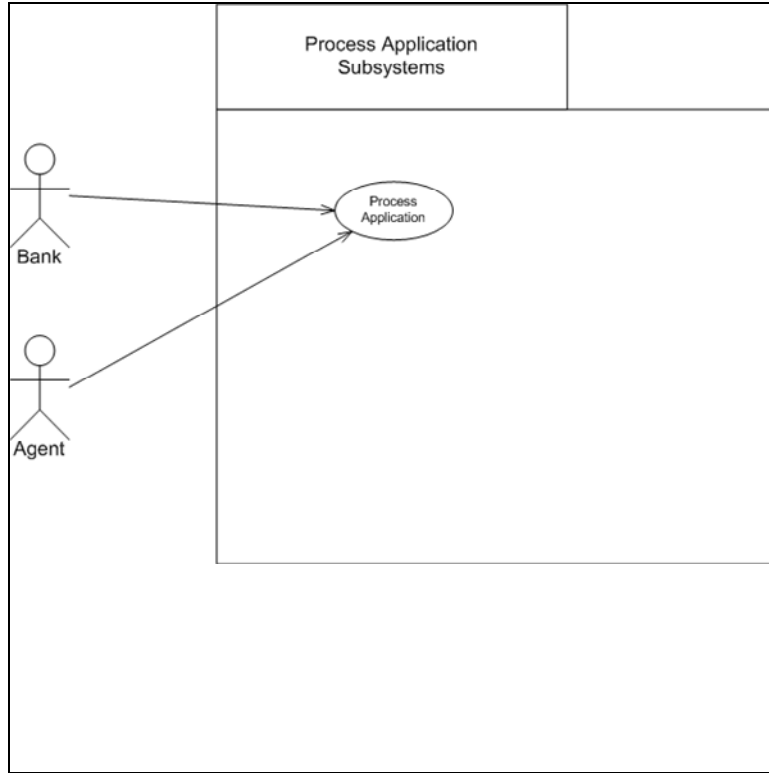 Process Application
Subsystems
Process
Application
Bank
Agent